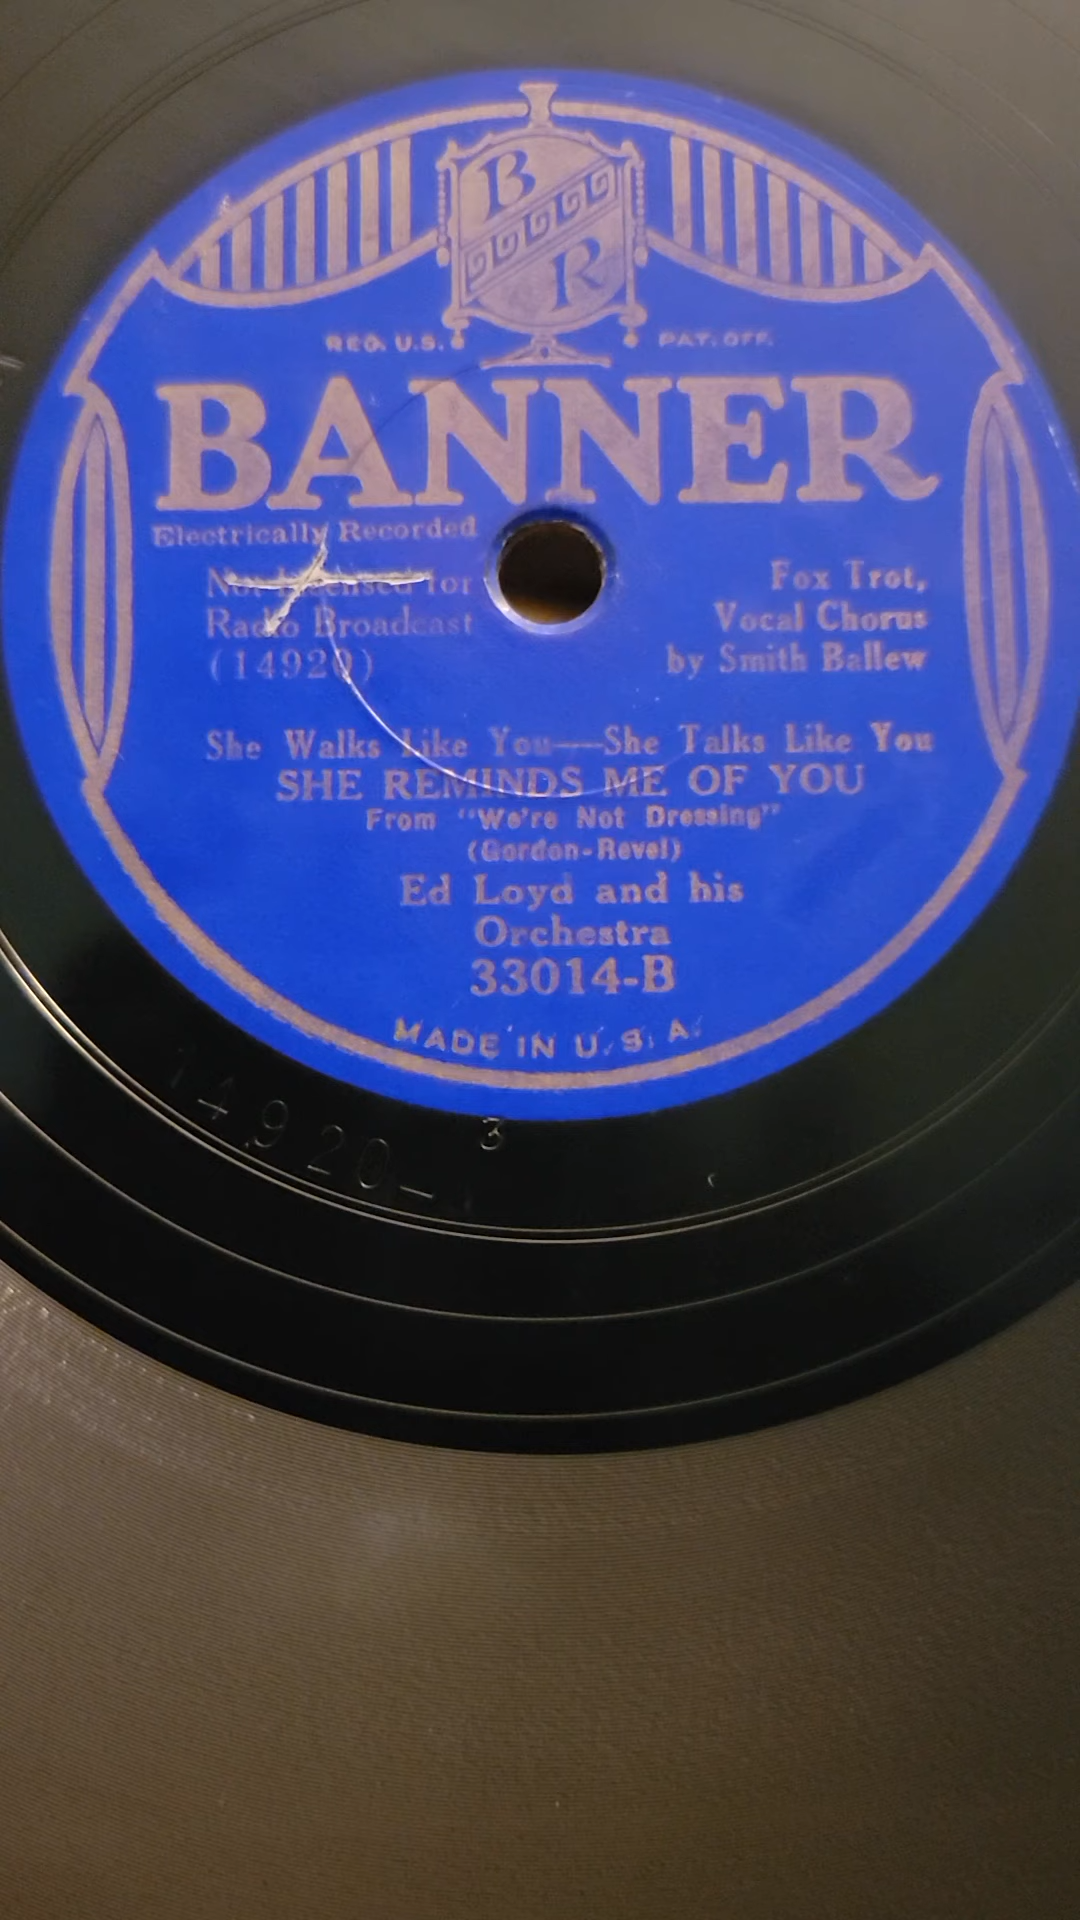 B
R
REG. U.S. PAT. OFF.
BANNER
Electrically Recorded
Not Licensed for
Radio Broadcast
(14920)
Fox Trot,
Vocal Chorus
by Smith Ballew
She Walks Like You—She Talks Like You
SHE REMINDS ME OF YOU
From "We're Not Dressing"
(Gordon-Revel)
Ed Loyd and his
Orchestra
33014-B
MADE IN U.S.A.
14920-
3